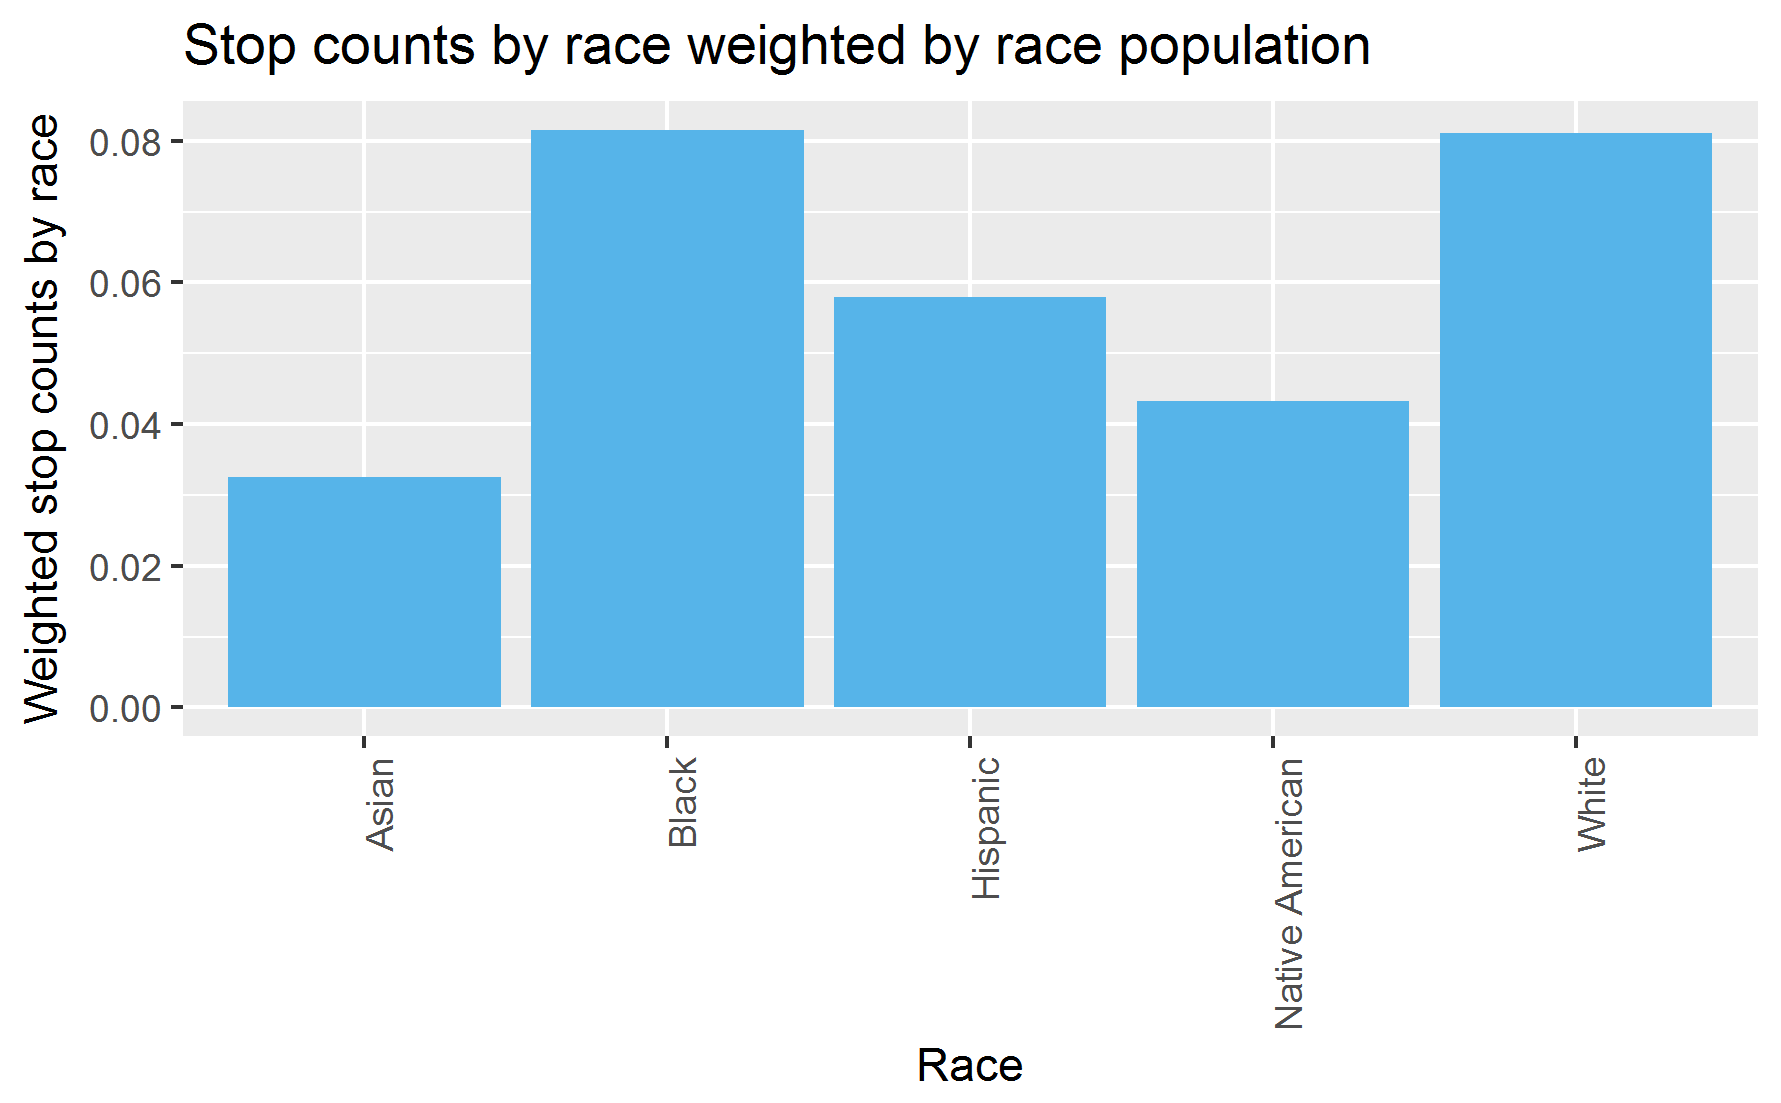 Stop counts by race weighted by race population
Weighted stop counts by race
0.08
0.06
0.04
0.02
0.00
Asian
Black
Hispanic
Native American
White
Race